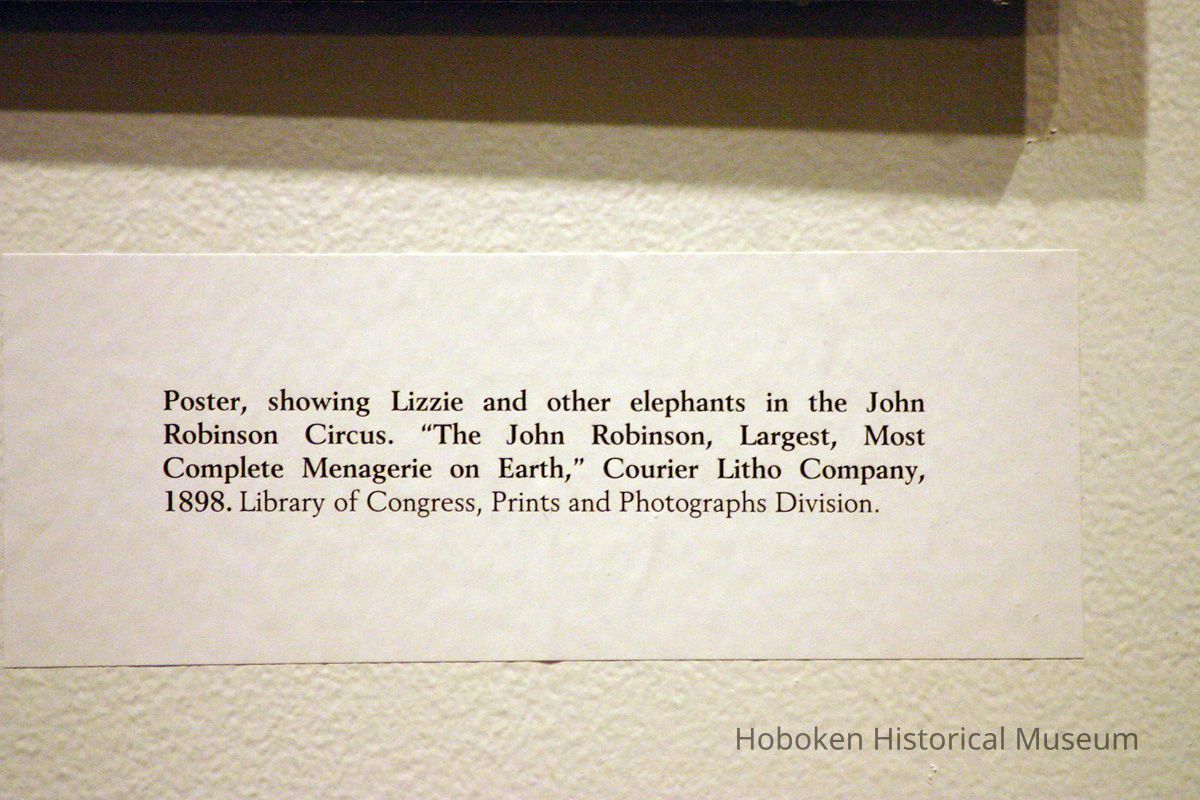 Poster, showing Lizzie and other elephants in the John
Robinson Circus. “The John Robinson, Largest, Most
Complete Menagerie on Earth,” Courier Litho Company,
1898. Library of Congress, Prints and Photographs Division.
Hoboken Historical Museum